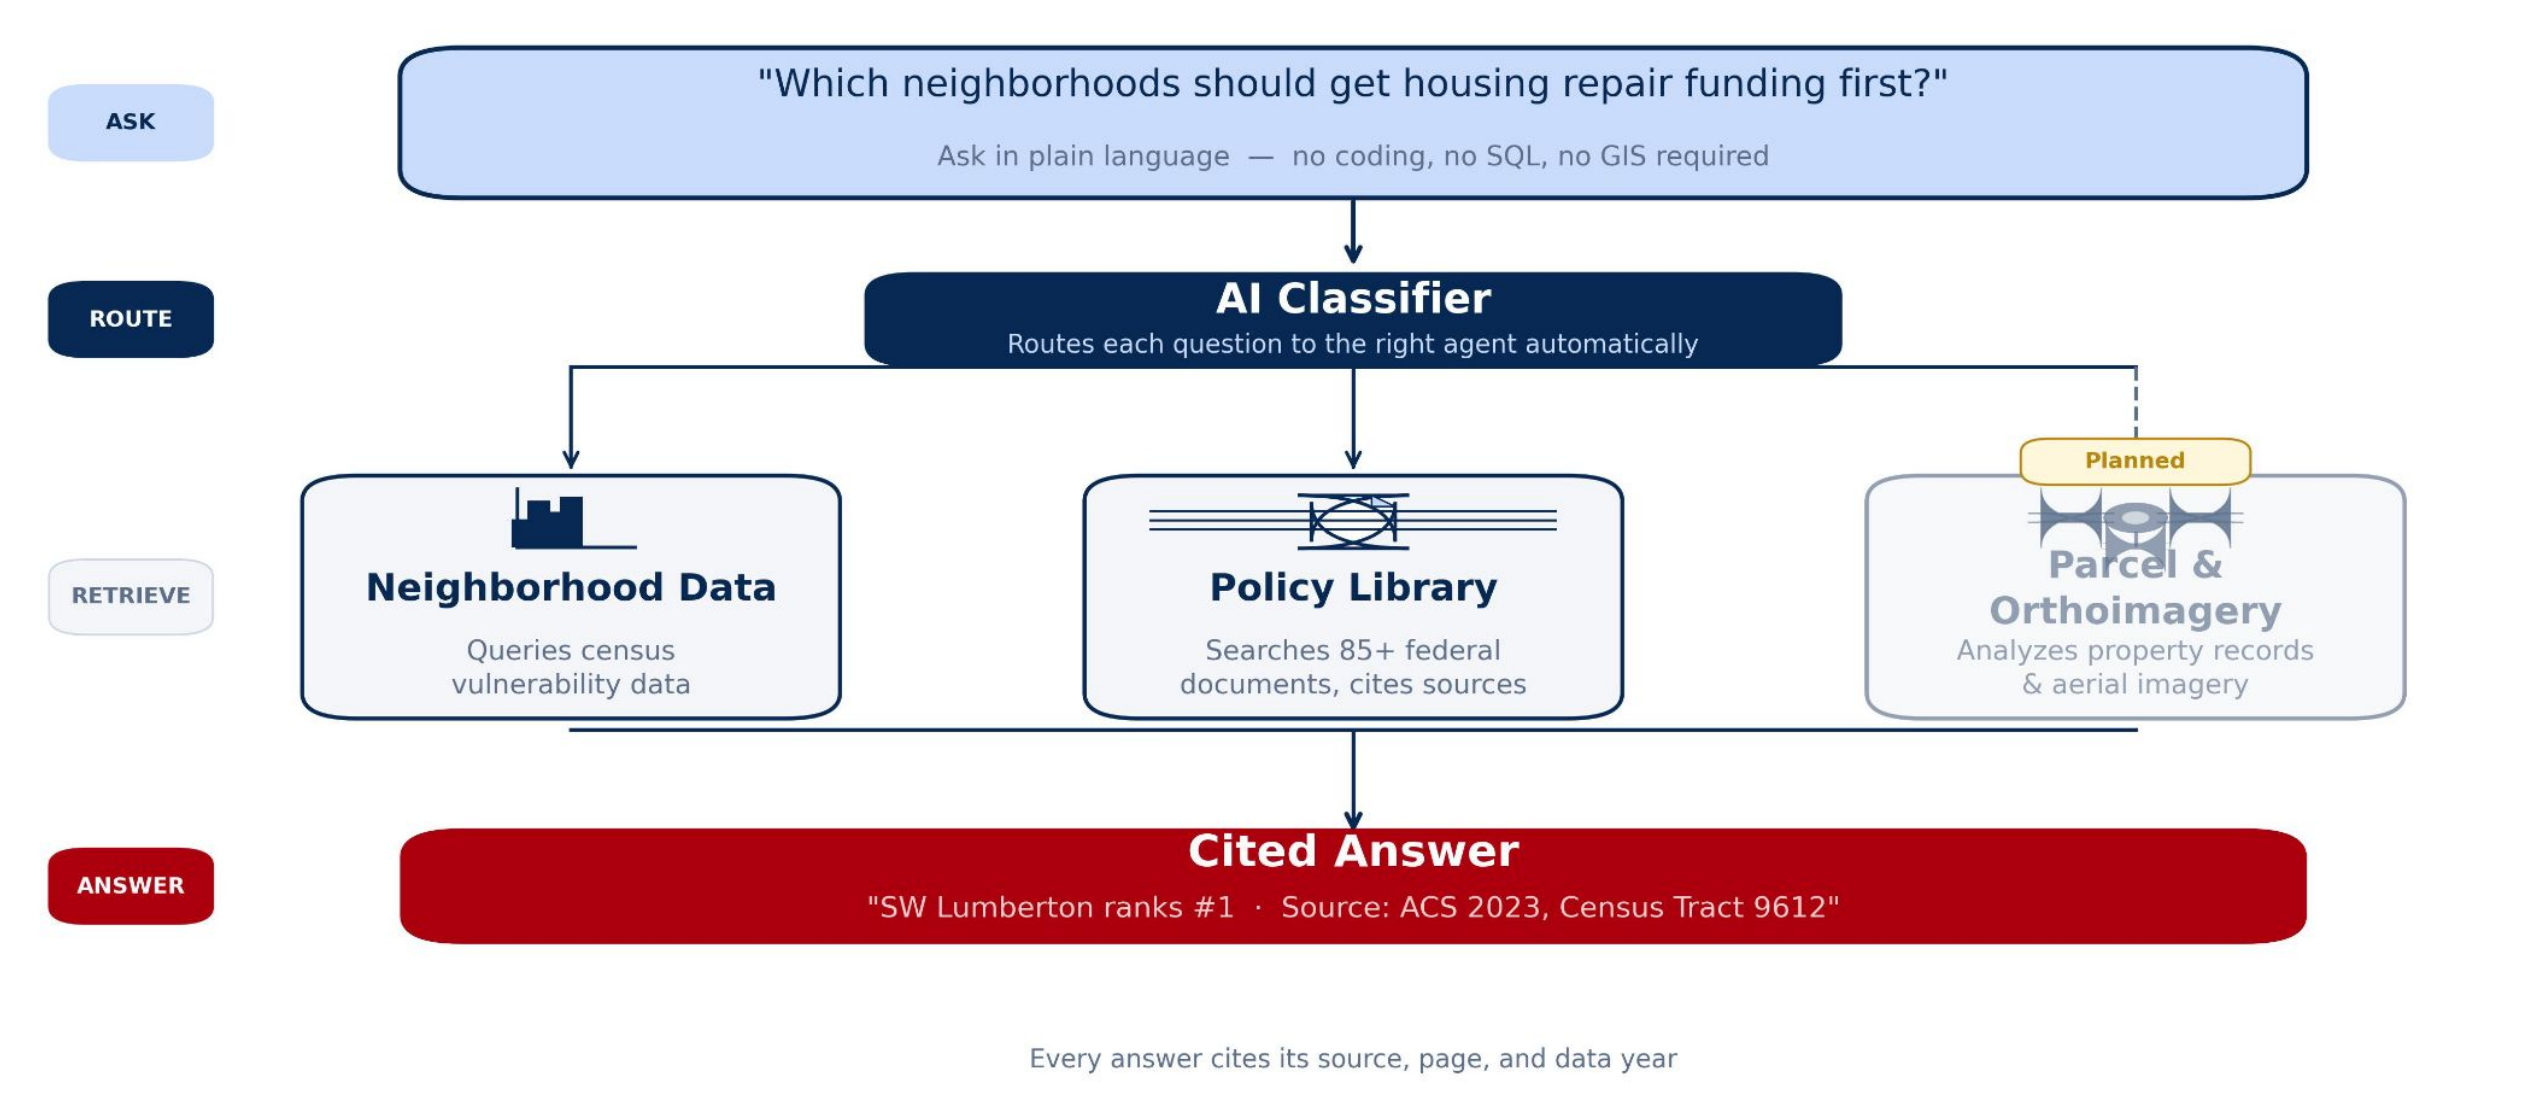 ASK
"Which neighborhoods should get housing repair funding first?"
Ask in plain language — no coding, no SQL, no GIS required
ROUTE
AI Classifier
Routes each question to the right agent automatically
Planned
RETRIEVE
Neighborhood Data
Queries census
vulnerability data
Policy Library
Searches 85+ federal
documents, cites sources
Parcel &
Orthoimagery
Analyzes property records
& aerial imagery
ANSWER
Cited Answer
"SW Lumberton ranks #1 · Source: ACS 2023, Census Tract 9612"
Every answer cites its source, page, and data year